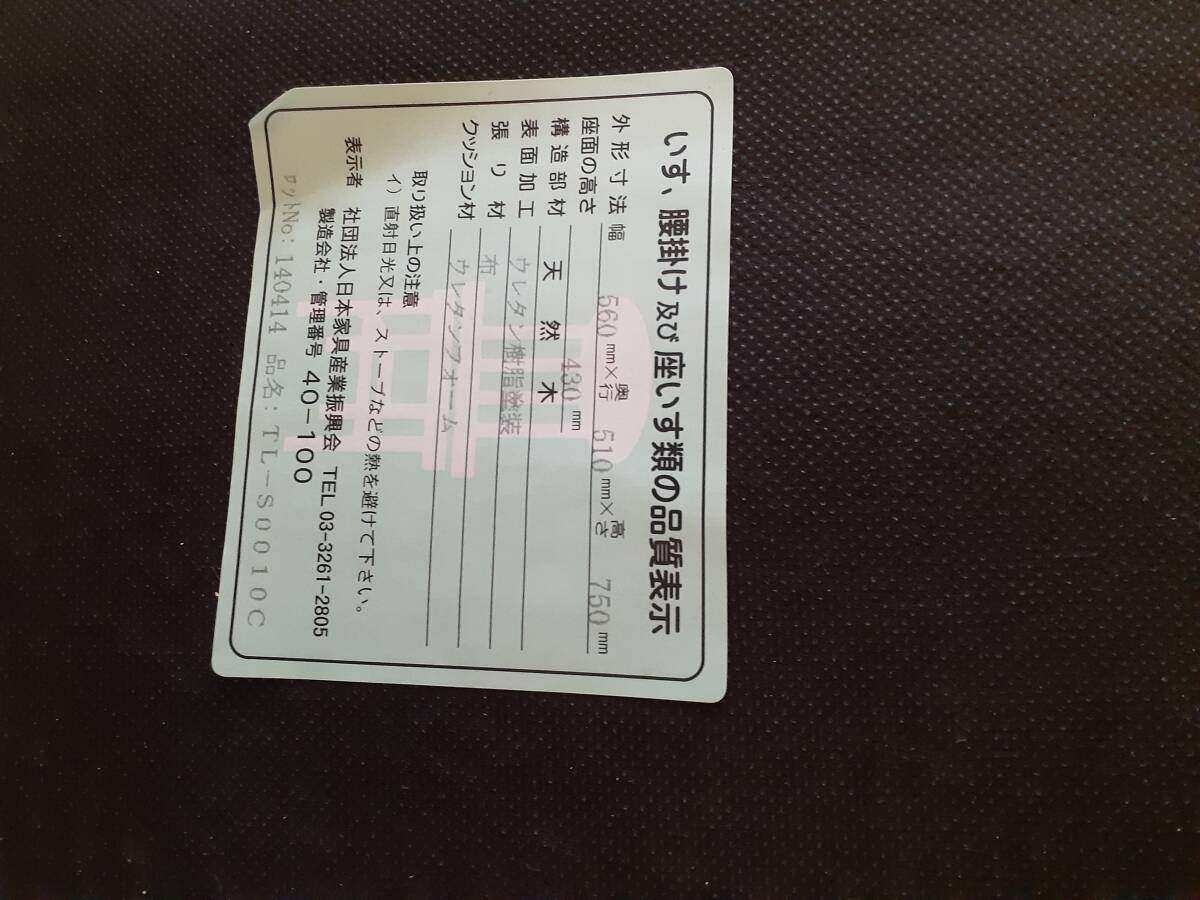 いす、腰掛け及び座いす類の品質表示
外形寸法 幅 560mm×奥行 510mm×高さ 750mm
座面の高さ 430mm
構造部材 天然木
表面加工 ウレタン樹脂塗装
張り材 布
クッション材 ウレタンフォーム
取り扱い上の注意
イ）直射日光又は、ストーブなどの熱を避けて下さい。
表示者 社団法人日本家具産業振興会 TEL 03-3261-2805
製造会社・管理番号 40-100
ロットNo:140414 品名:TL-S0010C